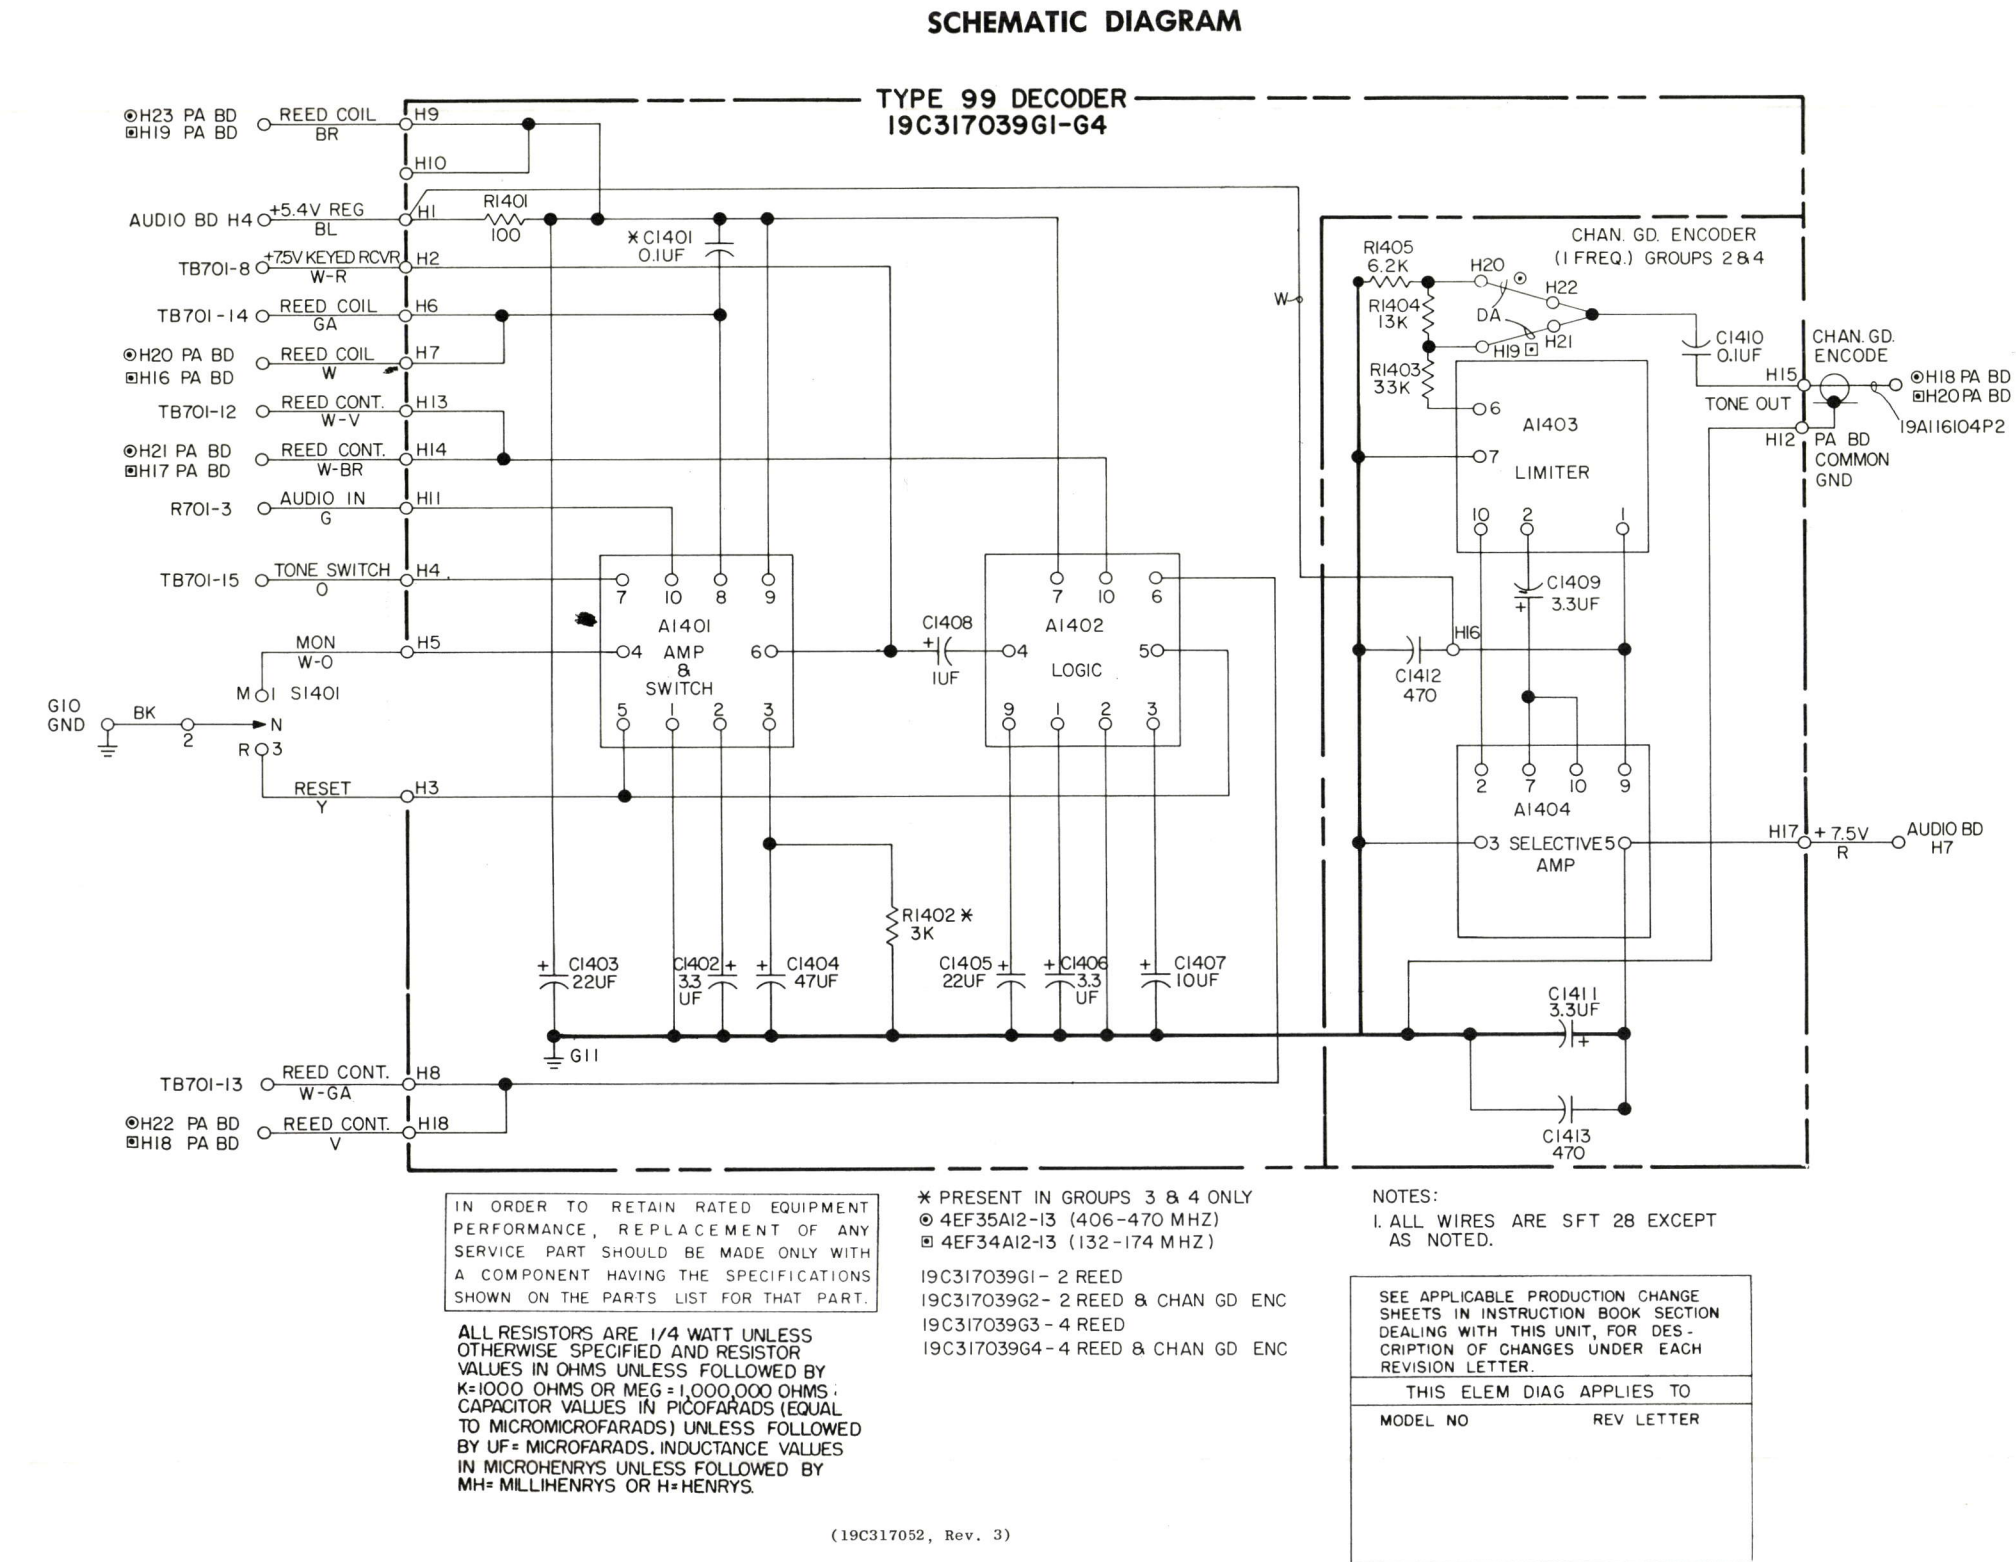 SCHEMATIC DIAGRAM
TYPE 99 DECODER
19C317039G1-G4
H23 PA BD
H19 PA BD
REED COIL
BR
H9
H10
AUDIO BD H4
+5.4V REG
BL
H1
R1401
100
*C1401
0.1UF
TB701-8
+7.5V KEYED RCVR
W-R
H2
TB701-14
REED COIL
GA
H6
H20 PA BD
H16 PA BD
REED COIL
W
H7
TB701-12
REED CONT.
W-V
H13
H21 PA BD
H17 PA BD
REED CONT.
W-BR
H14
R701-3
AUDIO IN
G
H11
TB701-15
TONE SWITCH
O
H4
MON
W-O
H5
M 1 S1401
G10
GND
BK
2
N
R 3
RESET
Y
H3
7 10 8 9
A1401
4 AMP 6
&
SWITCH
5 1 2 3
C1408
+
1UF
7 10 6
A1402
4 5
LOGIC
9 1 2 3
R1402 *
3K
+ C1403
22UF
C1402 +
3.3
UF
+ C1404
47UF
C1405 +
22UF
+ C1406
3.3
UF
+ C1407
10UF
G11
TB701-13
REED CONT.
W-GA
H8
H22 PA BD
H18 PA BD
REED CONT.
V
H18
W
CHAN. GD. ENCODER
(1 FREQ.) GROUPS 2 & 4
R1405
6.2K
H20
H22
R1404
13K
DA
H19
H21
R1403
33K
C1410
0.1UF
CHAN. GD.
ENCODE
H15
TONE OUT
H18 PA BD
H20 PA BD
19A116104P2
H12
PA BD
COMMON
GND
6
A1403
7
LIMITER
10 2 1
C1409
+ 3.3UF
H16
C1412
470
2 7 10 9
A1404
3 SELECTIVE 5
AMP
H17
+7.5V
R
AUDIO BD
H7
C1411
3.3UF
+
C1413
470
IN ORDER TO RETAIN RATED EQUIPMENT
PERFORMANCE, REPLACEMENT OF ANY
SERVICE PART SHOULD BE MADE ONLY WITH
A COMPONENT HAVING THE SPECIFICATIONS
SHOWN ON THE PARTS LIST FOR THAT PART.
ALL RESISTORS ARE 1/4 WATT UNLESS
OTHERWISE SPECIFIED AND RESISTOR
VALUES IN OHMS UNLESS FOLLOWED BY
K=1000 OHMS OR MEG = 1,000,000 OHMS.
CAPACITOR VALUES IN PICOFARADS (EQUAL
TO MICROMICROFARADS) UNLESS FOLLOWED
BY UF= MICROFARADS. INDUCTANCE VALUES
IN MICROHENRYS UNLESS FOLLOWED BY
MH= MILLIHENRYS OR H=HENRYS.
* PRESENT IN GROUPS 3 & 4 ONLY
4EF35A12-13 (406-470 MHZ)
4EF34A12-13 (132-174 MHZ)
19C317039G1- 2 REED
19C317039G2- 2 REED & CHAN GD ENC
19C317039G3 - 4 REED
19C317039G4- 4 REED & CHAN GD ENC
NOTES:
1. ALL WIRES ARE SFT 28 EXCEPT
AS NOTED.
SEE APPLICABLE PRODUCTION CHANGE
SHEETS IN INSTRUCTION BOOK SECTION
DEALING WITH THIS UNIT, FOR DES-
CRIPTION OF CHANGES UNDER EACH
REVISION LETTER.
THIS ELEM DIAG APPLIES TO
MODEL NO REV LETTER
(19C317052, Rev. 3)